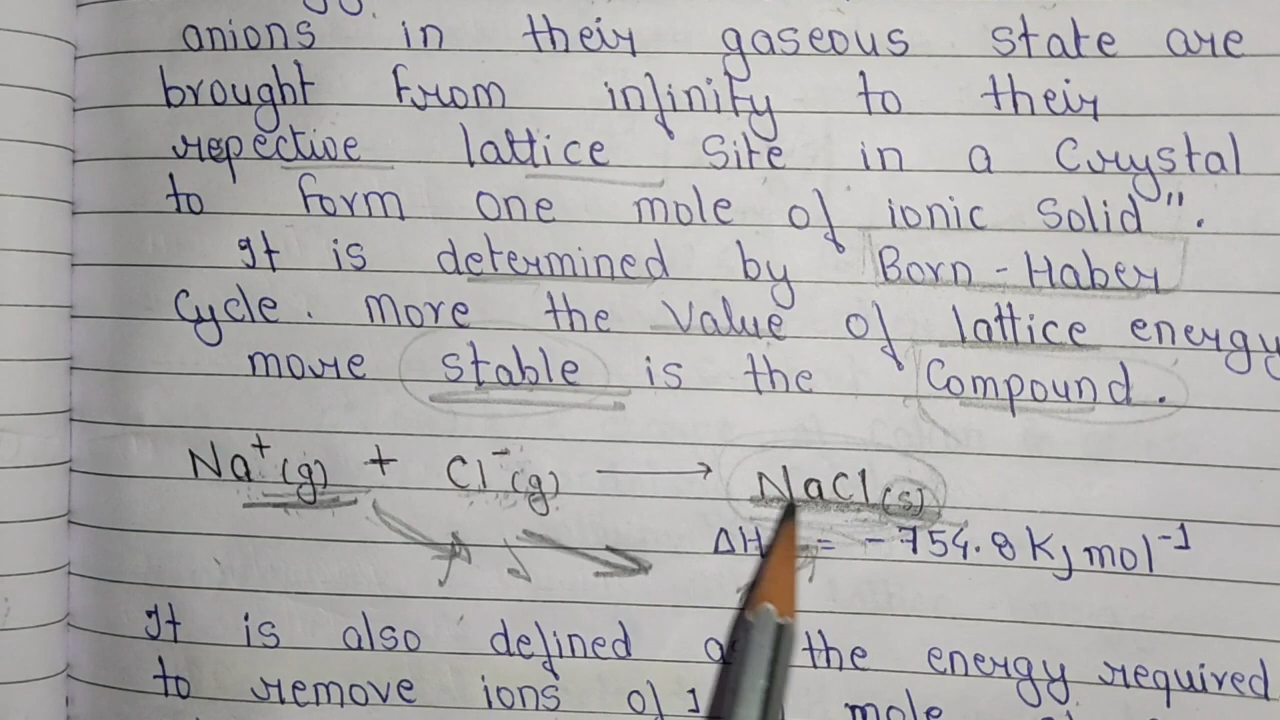 anions in their gaseous state are
brought from infinity to their
repective lattice site in a Crystal
to form one mole of ionic solid".
It is determined by Born-Haber
Cycle. More the value of lattice energy
more stable is the Compound.
Na⁺(g) + Cl⁻(g) ⟶ NaCl(s)
ΔH = -754.8 KJ mol⁻¹
It is also defined the energy required
to remove ions of 1 mole